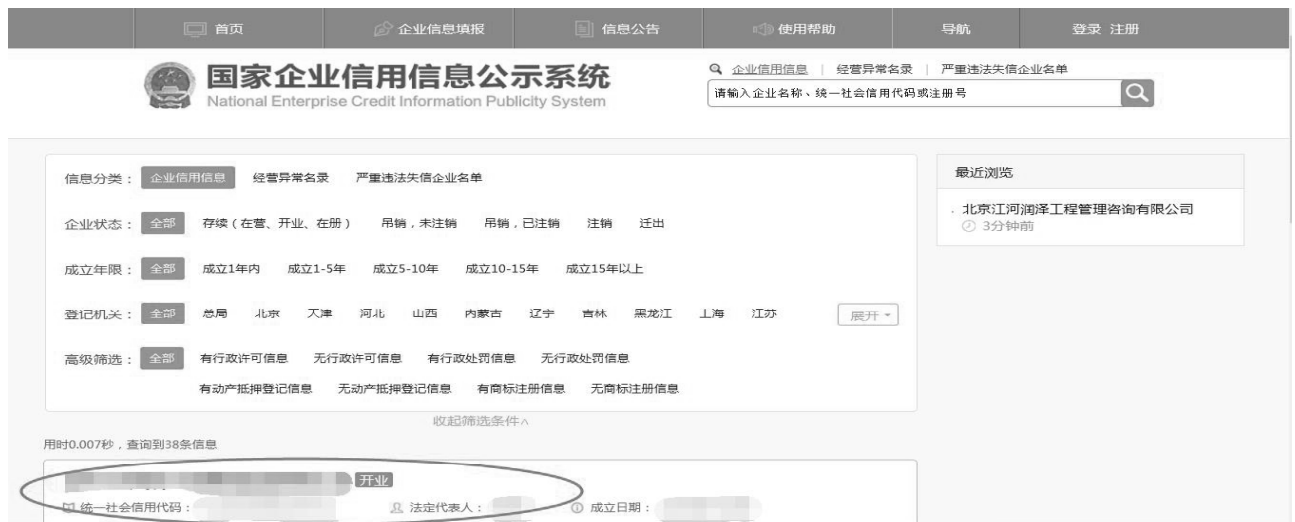 首页 企业信息填报 信息公告 使用帮助 导航 登录 注册
国家企业信用信息公示系统
National Enterprise Credit Information Publicity System
企业信用信息 | 经营异常名录 | 严重违法失信企业名单
请输入企业名称、统一社会信用代码或注册号
信息分类： 企业信用信息 经营异常名录 严重违法失信企业名单
企业状态： 全部 存续（在营、开业、在册） 吊销，未注销 吊销，已注销 注销 迁出
成立年限： 全部 成立1年内 成立1-5年 成立5-10年 成立10-15年 成立15年以上
登记机关： 全部 总局 北京 天津 河北 山西 内蒙古 辽宁 吉林 黑龙江 上海 江苏 展开
高级筛选： 全部 有行政许可信息 无行政许可信息 有行政处罚信息 无行政处罚信息
有动产抵押登记信息 无动产抵押登记信息 有商标注册信息 无商标注册信息
收起筛选条件
最近浏览
北京江河润泽工程管理咨询有限公司
3分钟前
用时0.007秒，查询到38条信息
开业
统一社会信用代码： 法定代表人： 成立日期：